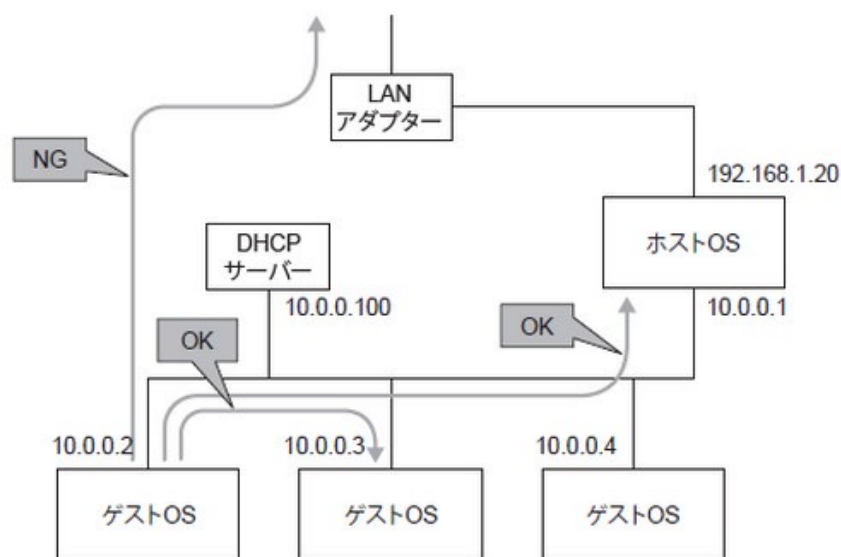 LAN
アダプター
NG
192.168.1.20
DHCP
サーバー
ホストOS
10.0.0.100
10.0.0.1
OK
OK
10.0.0.2
10.0.0.3
10.0.0.4
ゲストOS
ゲストOS
ゲストOS